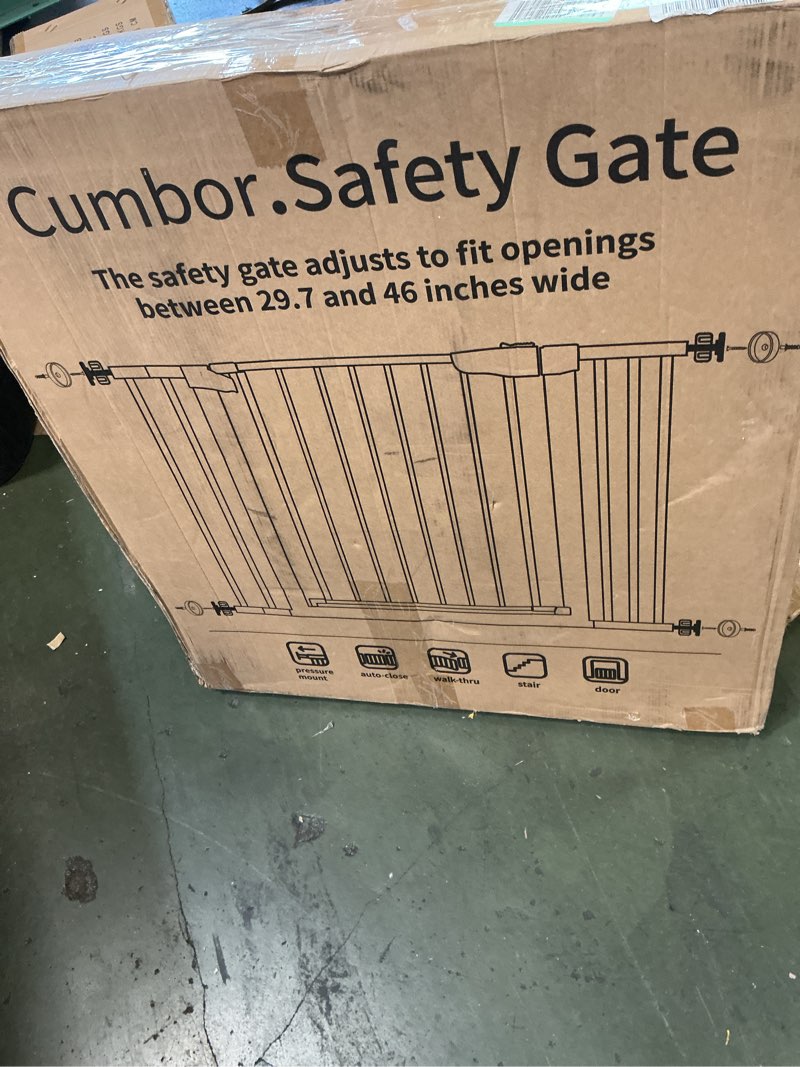 Cumbor.Safety Gate
The safety gate adjusts to fit openings
between 29.7 and 46 inches wide
pressure
mount
auto-close
walk-thru
stair
door